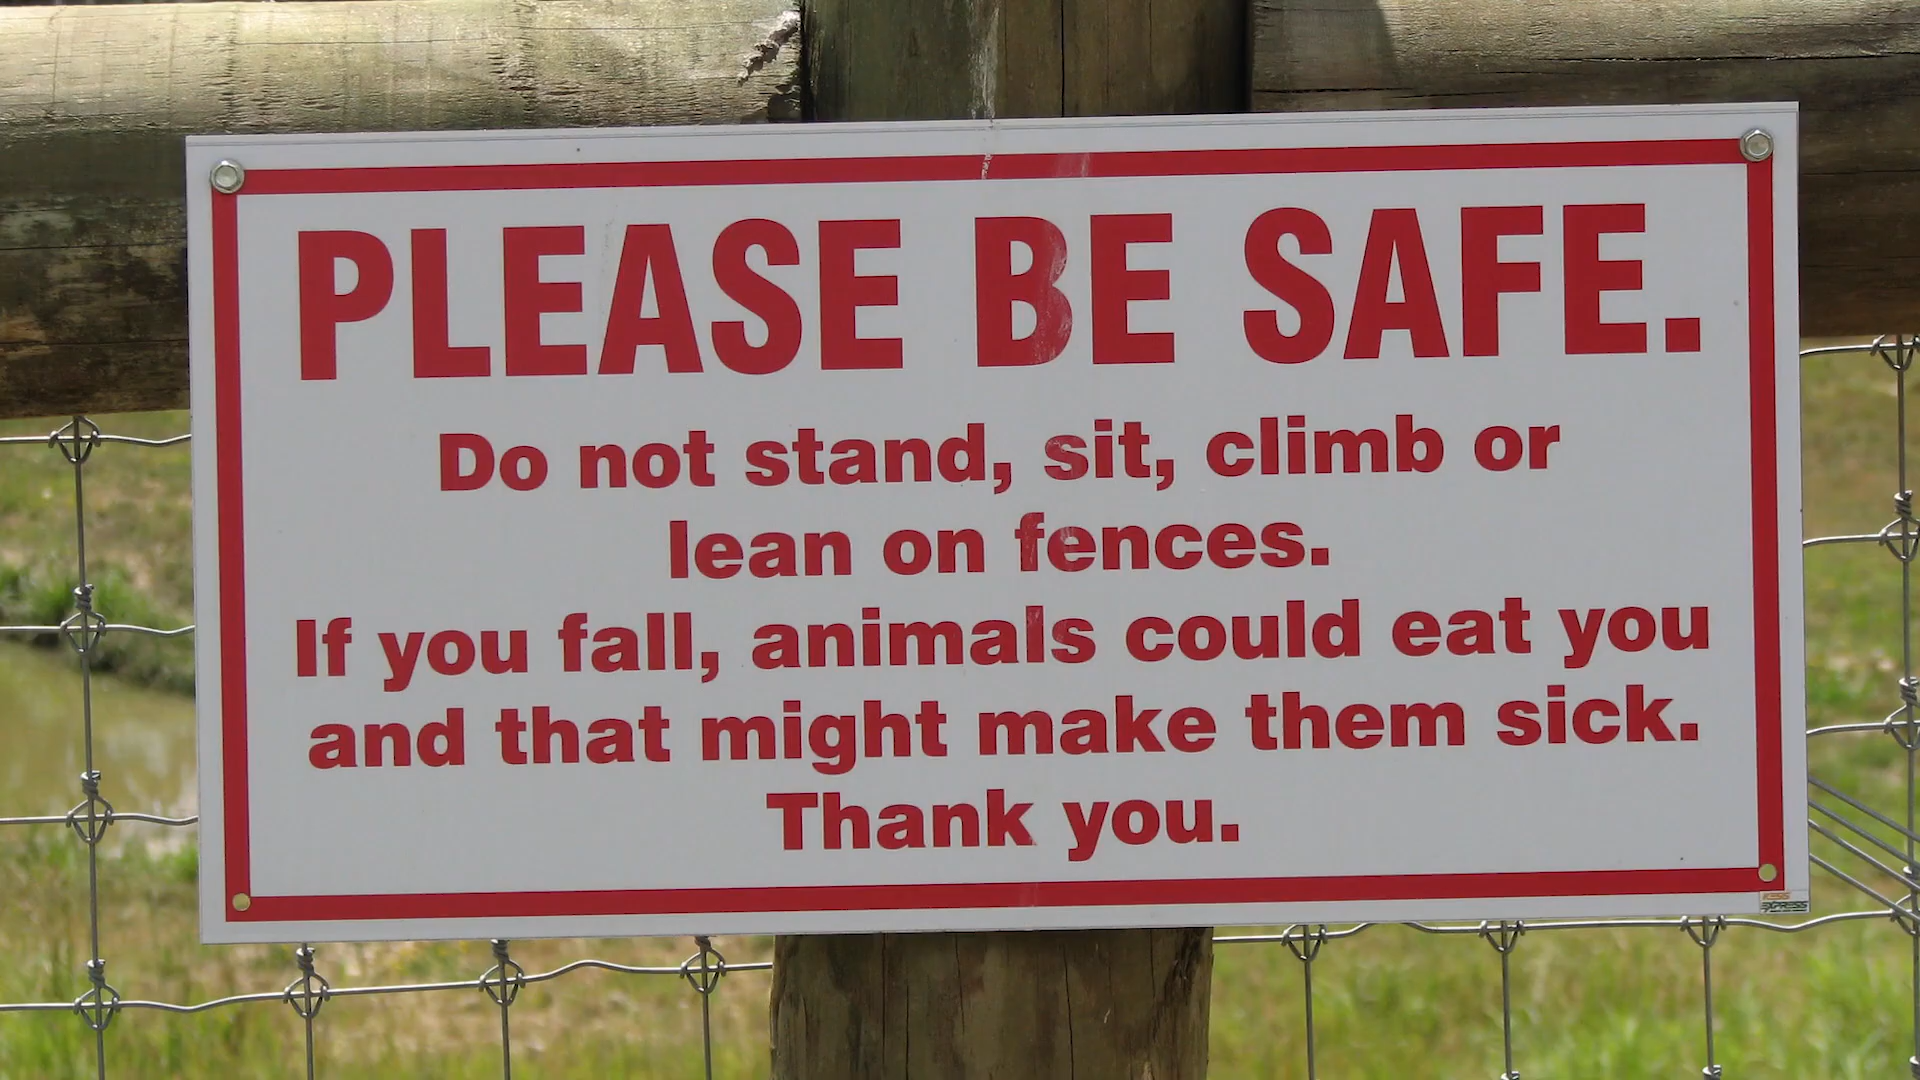 PLEASE BE SAFE.
Do not stand, sit, climb or
lean on fences.
If you fall, animals could eat you
and that might make them sick.
Thank you.